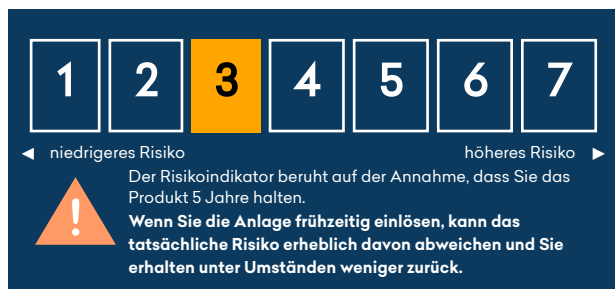 1 2 3 4 5 6 7
◄ niedrigeres Risiko höheres Risiko ►
Der Risikoindikator beruht auf der Annahme, dass Sie das
Produkt 5 Jahre halten.
Wenn Sie die Anlage frühzeitig einlösen, kann das
tatsächliche Risiko erheblich davon abweichen und Sie
erhalten unter Umständen weniger zurück.
!